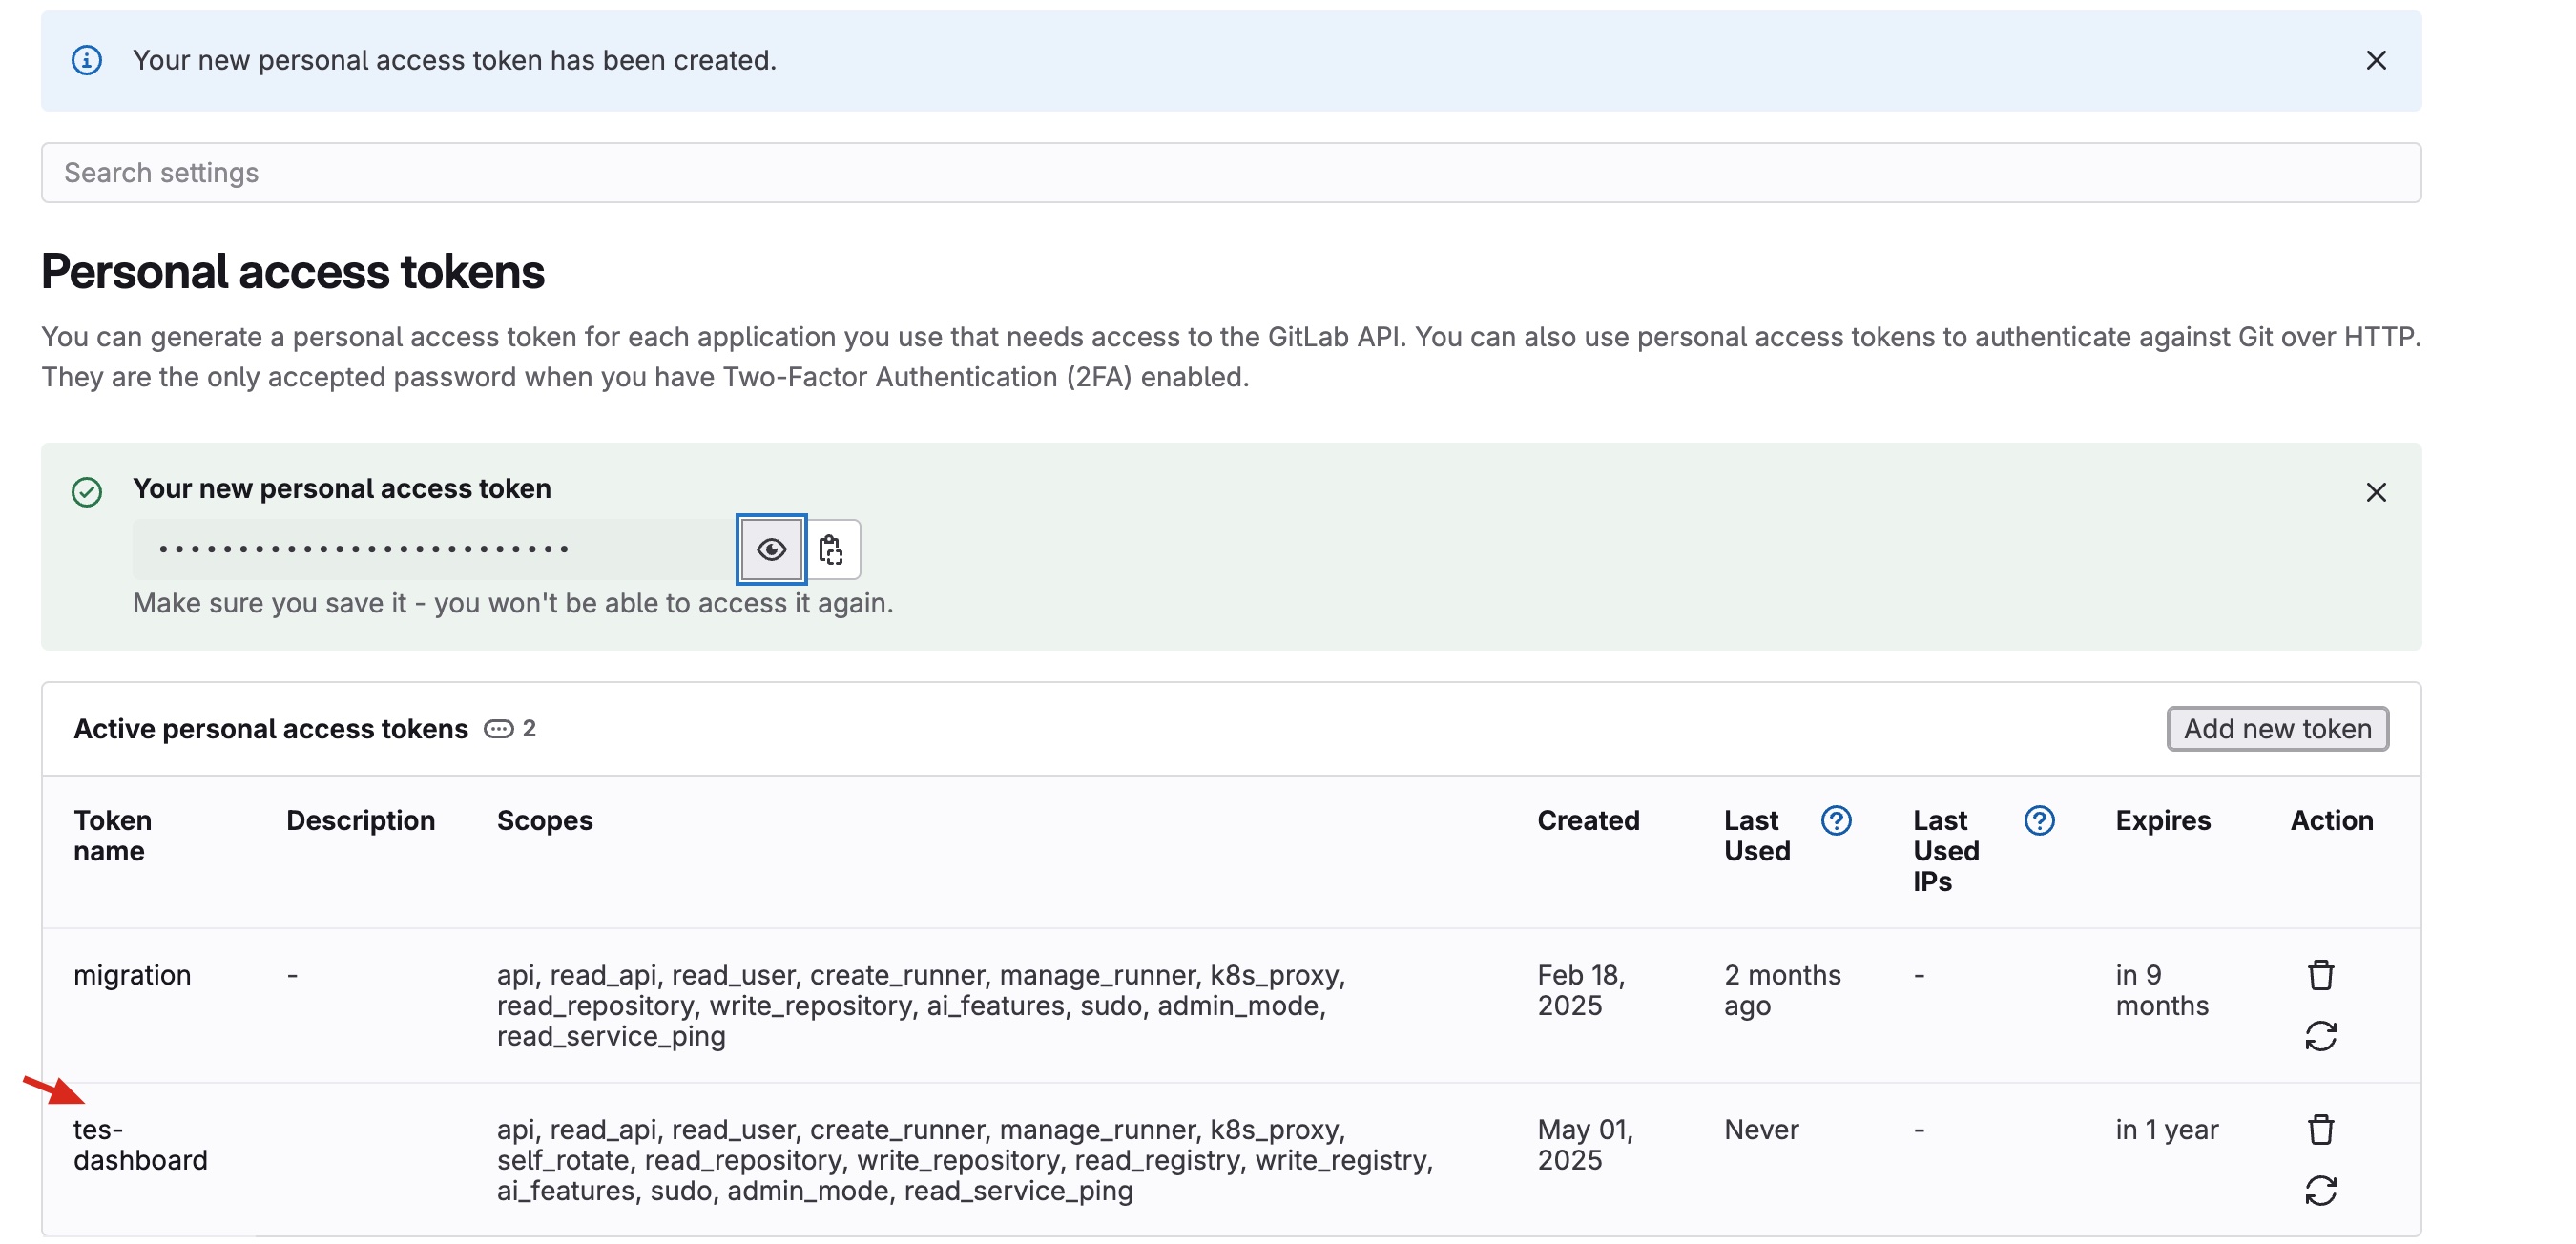 Your new personal access token has been created.
Search settings
Personal access tokens
You can generate a personal access token for each application you use that needs access to the GitLab API. You can also use personal access tokens to authenticate against Git over HTTP.
They are the only accepted password when you have Two-Factor Authentication (2FA) enabled.
Your new personal access token
••••••••••••••••••••••••••
Make sure you save it - you won't be able to access it again.
Active personal access tokens 2
Add new token
Token name
Description
Scopes
Created
Last Used
Last Used IPs
Expires
Action
migration
-
api, read_api, read_user, create_runner, manage_runner, k8s_proxy,
read_repository, write_repository, ai_features, sudo, admin_mode,
read_service_ping
Feb 18,
2025
2 months
ago
-
in 9
months
tes-
dashboard
api, read_api, read_user, create_runner, manage_runner, k8s_proxy,
self_rotate, read_repository, write_repository, read_registry, write_registry,
ai_features, sudo, admin_mode, read_service_ping
May 01,
2025
Never
-
in 1 year